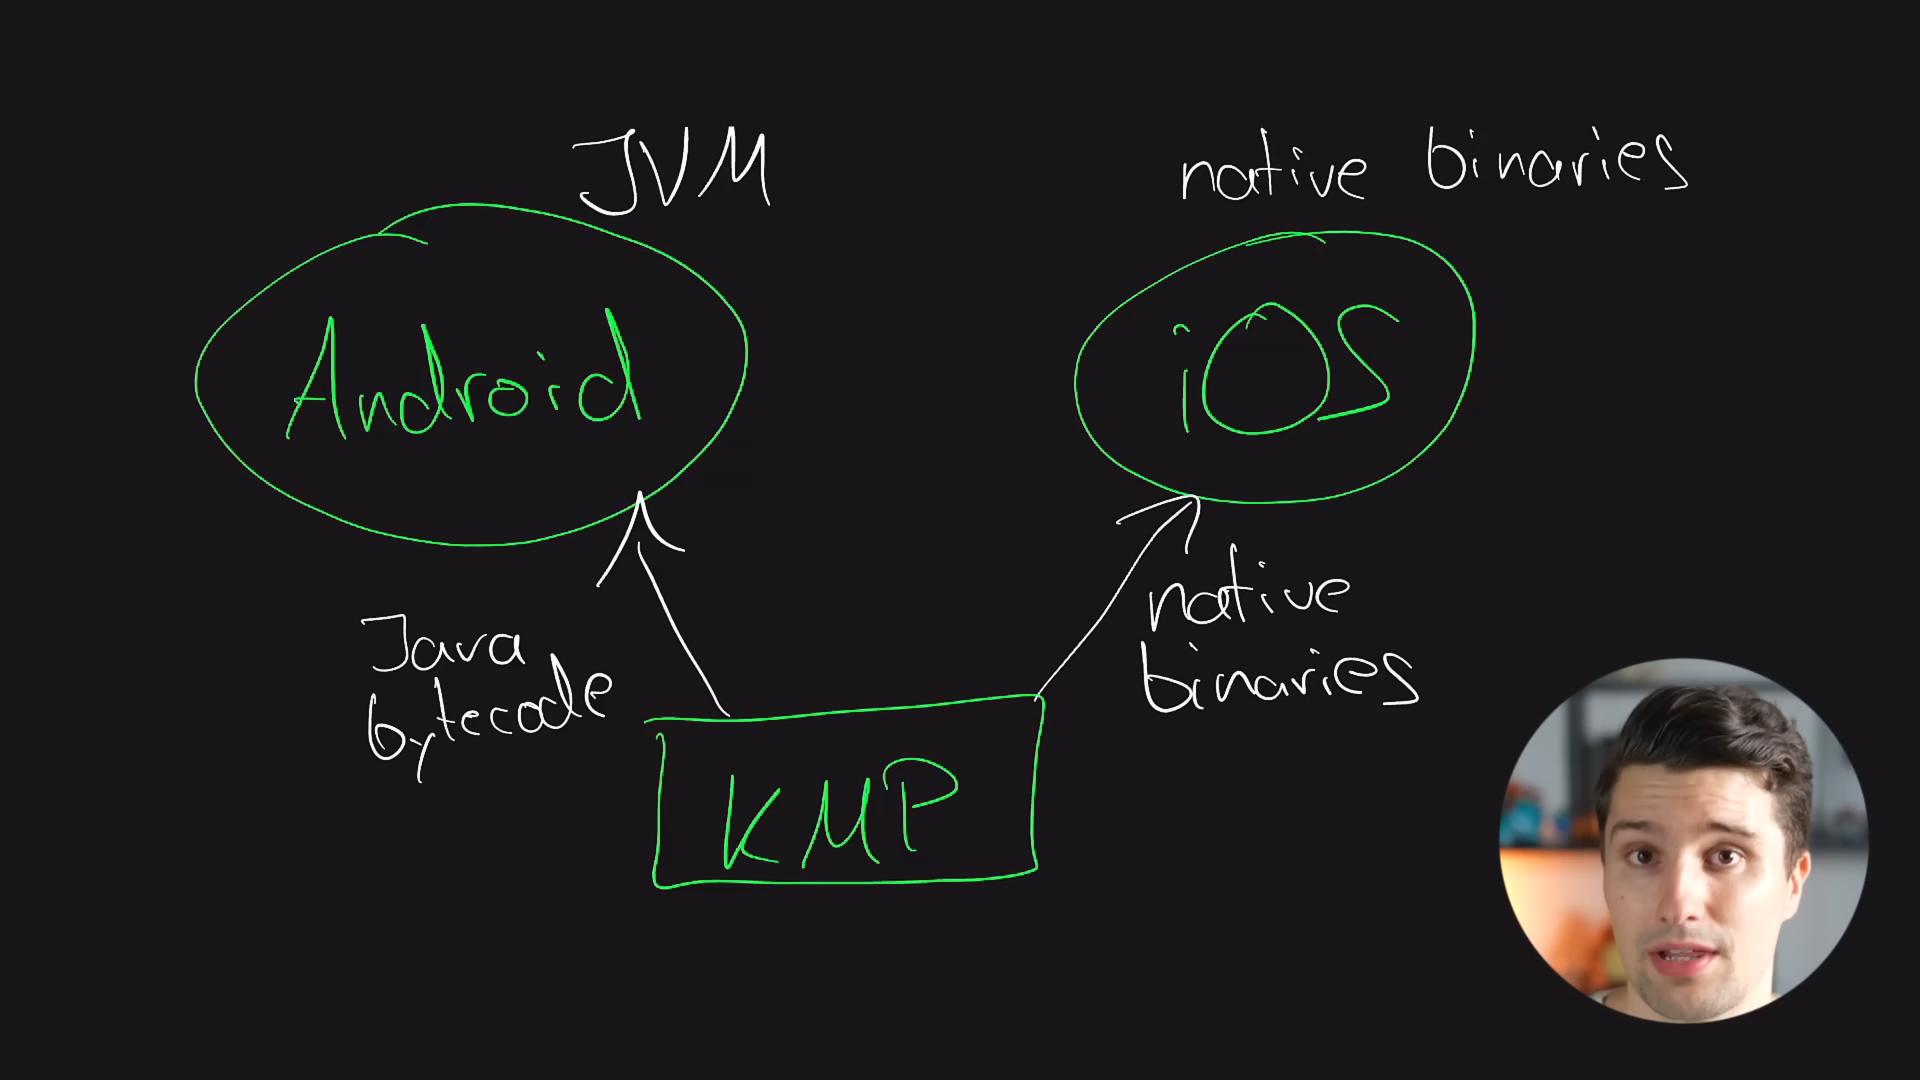 JVM
native binaries
Android
iOS
Java
bytecode
native
binaries
KMP